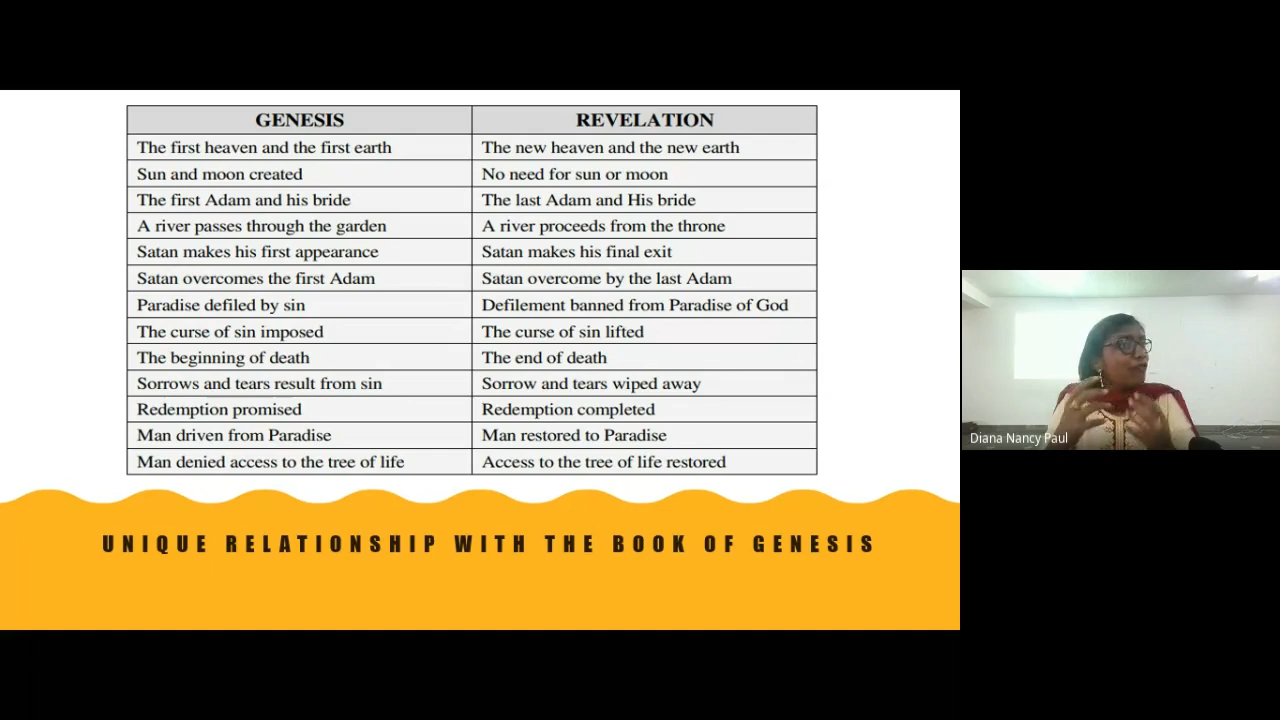 GENESIS REVELATION
The first heaven and the first earth The new heaven and the new earth
Sun and moon created No need for sun or moon
The first Adam and his bride The last Adam and His bride
A river passes through the garden A river proceeds from the throne
Satan makes his first appearance Satan makes his final exit
Satan overcomes the first Adam Satan overcome by the last Adam
Paradise defiled by sin Defilement banned from Paradise of God
The curse of sin imposed The curse of sin lifted
The beginning of death The end of death
Sorrows and tears result from sin Sorrow and tears wiped away
Redemption promised Redemption completed
Man driven from Paradise Man restored to Paradise
Man denied access to the tree of life Access to the tree of life restored
UNIQUE RELATIONSHIP WITH THE BOOK OF GENESIS
Diana Nancy Paul